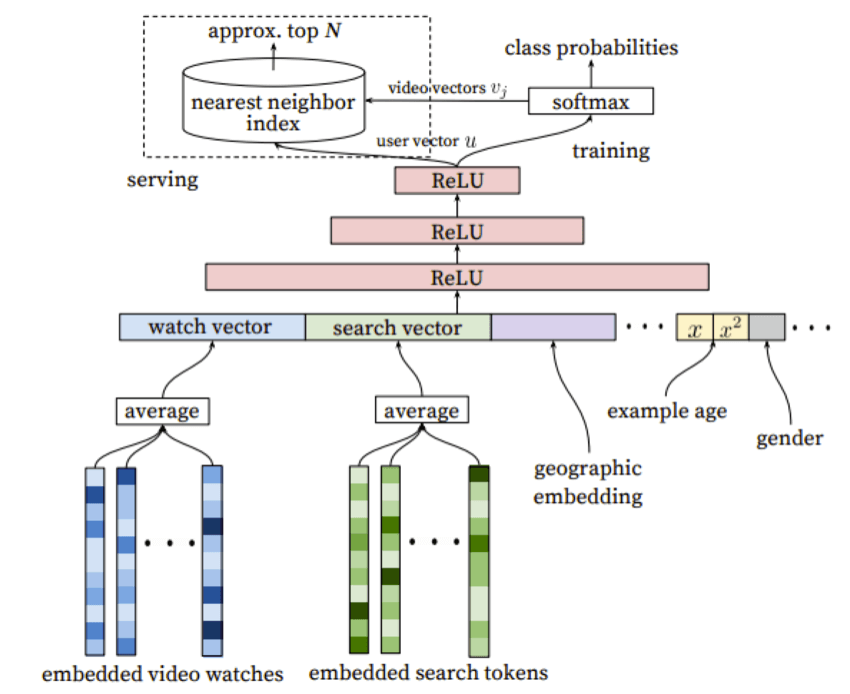 approx. top N
class probabilities
nearest neighbor
index
video vectors v_j
softmax
user vector u
training
serving
ReLU
ReLU
ReLU
watch vector
search vector
x
x²
average
average
example age
gender
geographic
embedding
embedded video watches
embedded search tokens